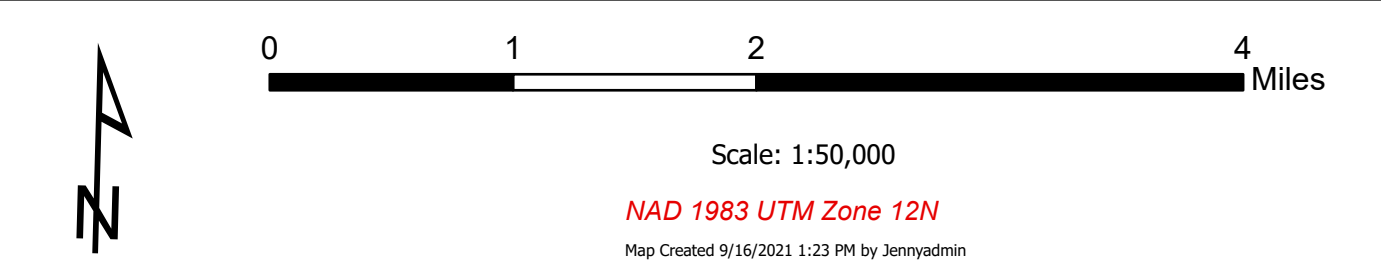 0 1 2 4
Miles
N
Scale: 1:50,000
NAD 1983 UTM Zone 12N
Map Created 9/16/2021 1:23 PM by Jennyadmin